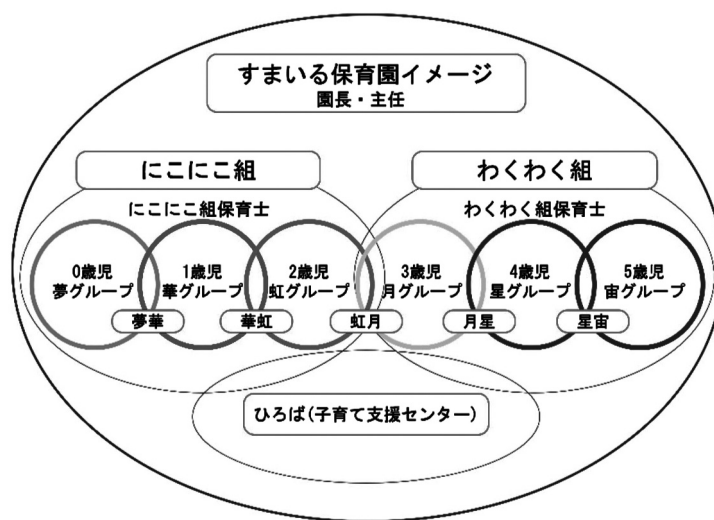 すまいる保育園イメージ
園長・主任
にこにこ組
わくわく組
にこにこ組保育士
わくわく組保育士
0歳児
夢グループ
1歳児
華グループ
2歳児
虹グループ
3歳児
月グループ
4歳児
星グループ
5歳児
宙グループ
夢華
華虹
虹月
月星
星宙
ひろば(子育て支援センター)